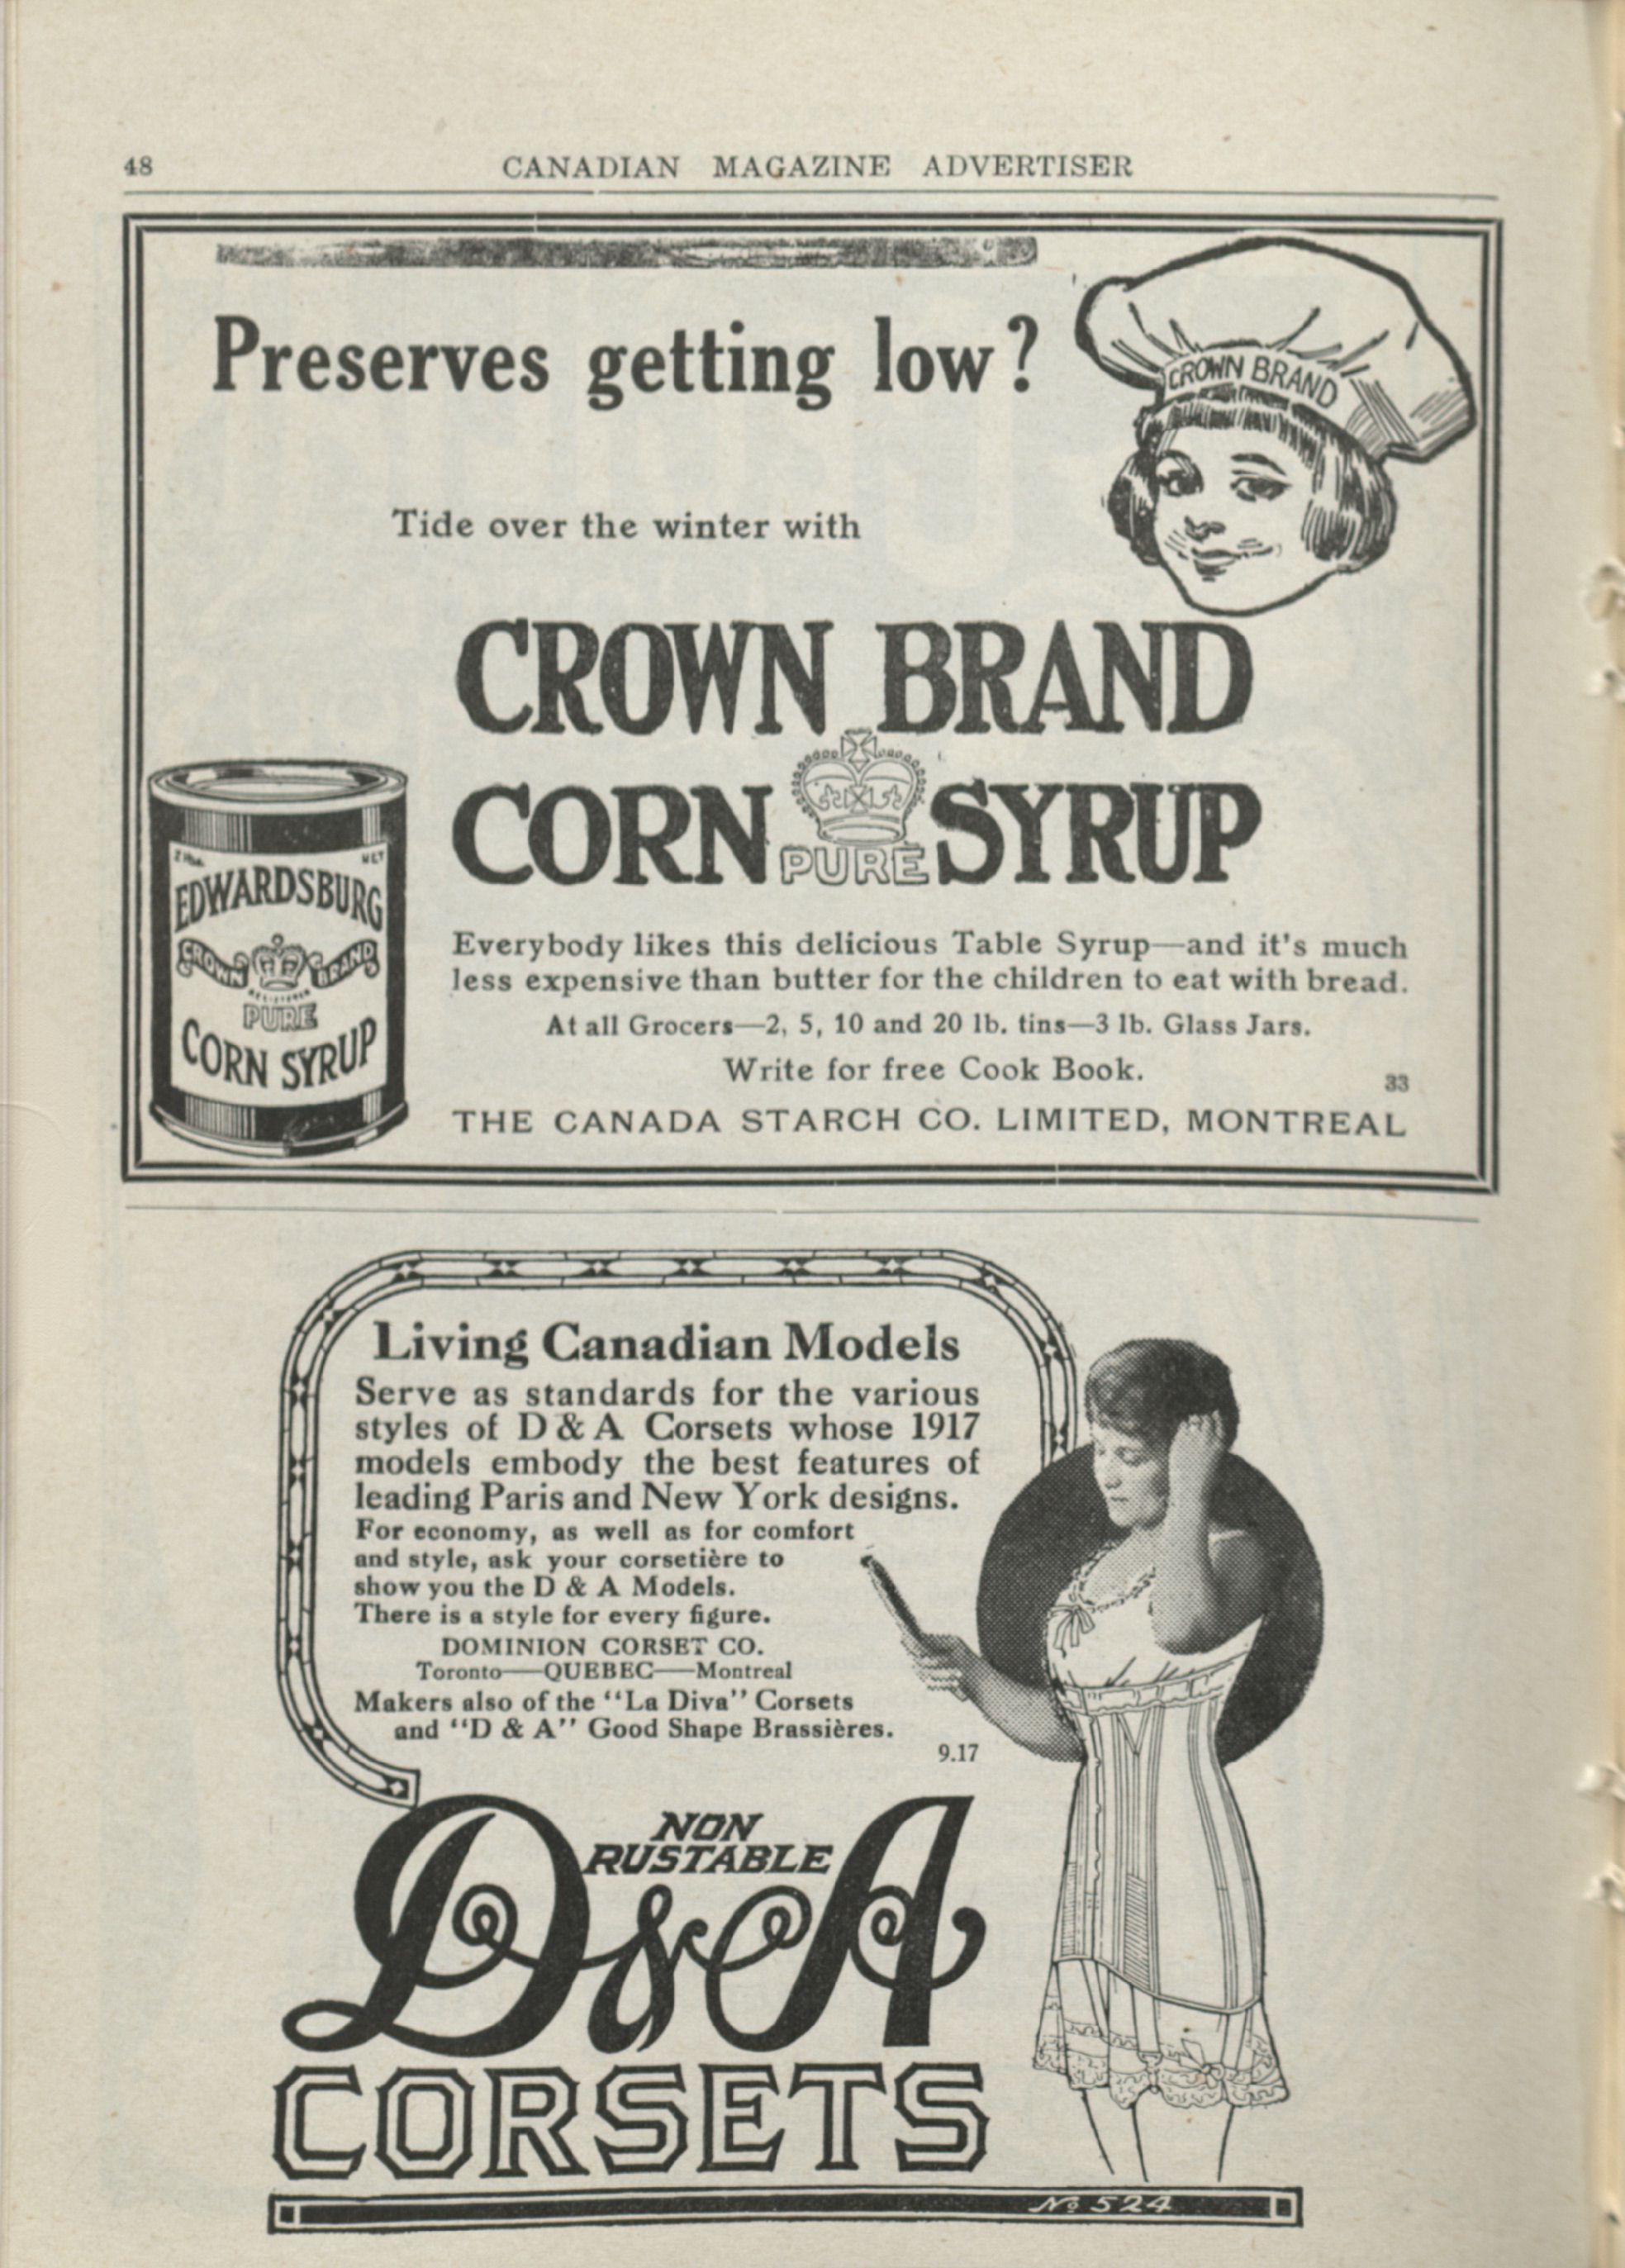 48
CANADIAN MAGAZINE ADVERTISER
Preserves getting low?
CROWN BRAND
Tide over the winter with
CROWN BRAND
CORN PURE SYRUP
2 lbs. NET
EDWARDSBURG
CROWN BRAND
REGISTERED
PURE
CORN SYRUP
Everybody likes this delicious Table Syrup—and it's much
less expensive than butter for the children to eat with bread.
At all Grocers—2, 5, 10 and 20 lb. tins—3 lb. Glass Jars.
Write for free Cook Book.
33
THE CANADA STARCH CO. LIMITED, MONTREAL
Living Canadian Models
Serve as standards for the various
styles of D & A Corsets whose 1917
models embody the best features of
leading Paris and New York designs.
For economy, as well as for comfort
and style, ask your corsetière to
show you the D & A Models.
There is a style for every figure.
DOMINION CORSET CO.
Toronto—QUEBEC—Montreal
Makers also of the "La Diva" Corsets
and "D & A" Good Shape Brassières.
9.17
NON
RUSTABLE
D & A
CORSETS
No 524